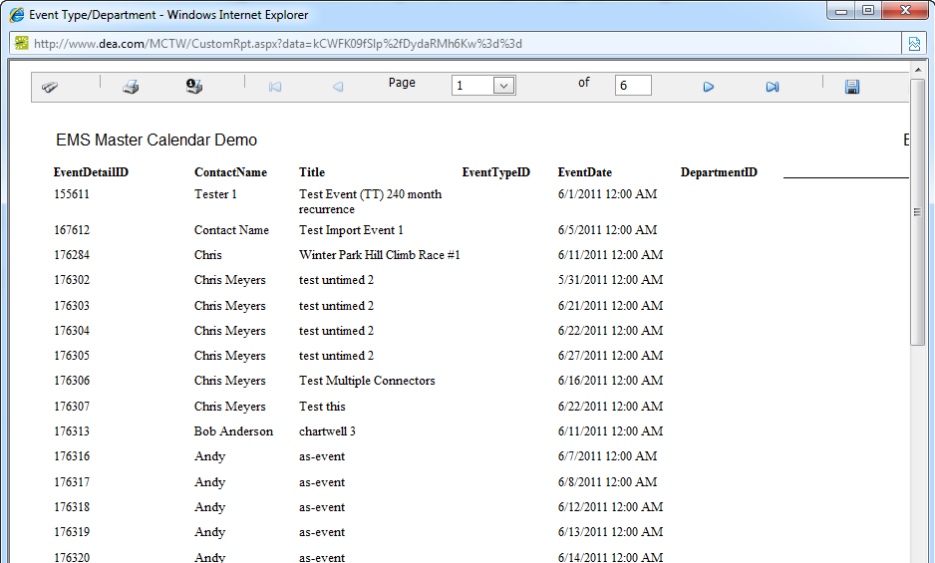 Event Type/Department - Windows Internet Explorer
http://www.dea.com/MCTW/CustomRpt.aspx?data=kCWFK09fSlp%2fDydaRMh6Kw%3d%3d
Page 1 of 6
EMS Master Calendar Demo E
EventDetailID ContactName Title EventTypeID EventDate DepartmentID
155611 Tester 1 Test Event (TT) 240 month 6/1/2011 12:00 AM
recurrence
167612 Contact Name Test Import Event 1 6/5/2011 12:00 AM
176284 Chris Winter Park Hill Climb Race #1 6/11/2011 12:00 AM
176302 Chris Meyers test untimed 2 5/31/2011 12:00 AM
176303 Chris Meyers test untimed 2 6/21/2011 12:00 AM
176304 Chris Meyers test untimed 2 6/22/2011 12:00 AM
176305 Chris Meyers test untimed 2 6/27/2011 12:00 AM
176306 Chris Meyers Test Multiple Connectors 6/16/2011 12:00 AM
176307 Chris Meyers Test this 6/22/2011 12:00 AM
176313 Bob Anderson chartwell 3 6/11/2011 12:00 AM
176316 Andy as-event 6/7/2011 12:00 AM
176317 Andy as-event 6/8/2011 12:00 AM
176318 Andy as-event 6/12/2011 12:00 AM
176319 Andy as-event 6/13/2011 12:00 AM
176320 Andy as-event 6/14/2011 12:00 AM